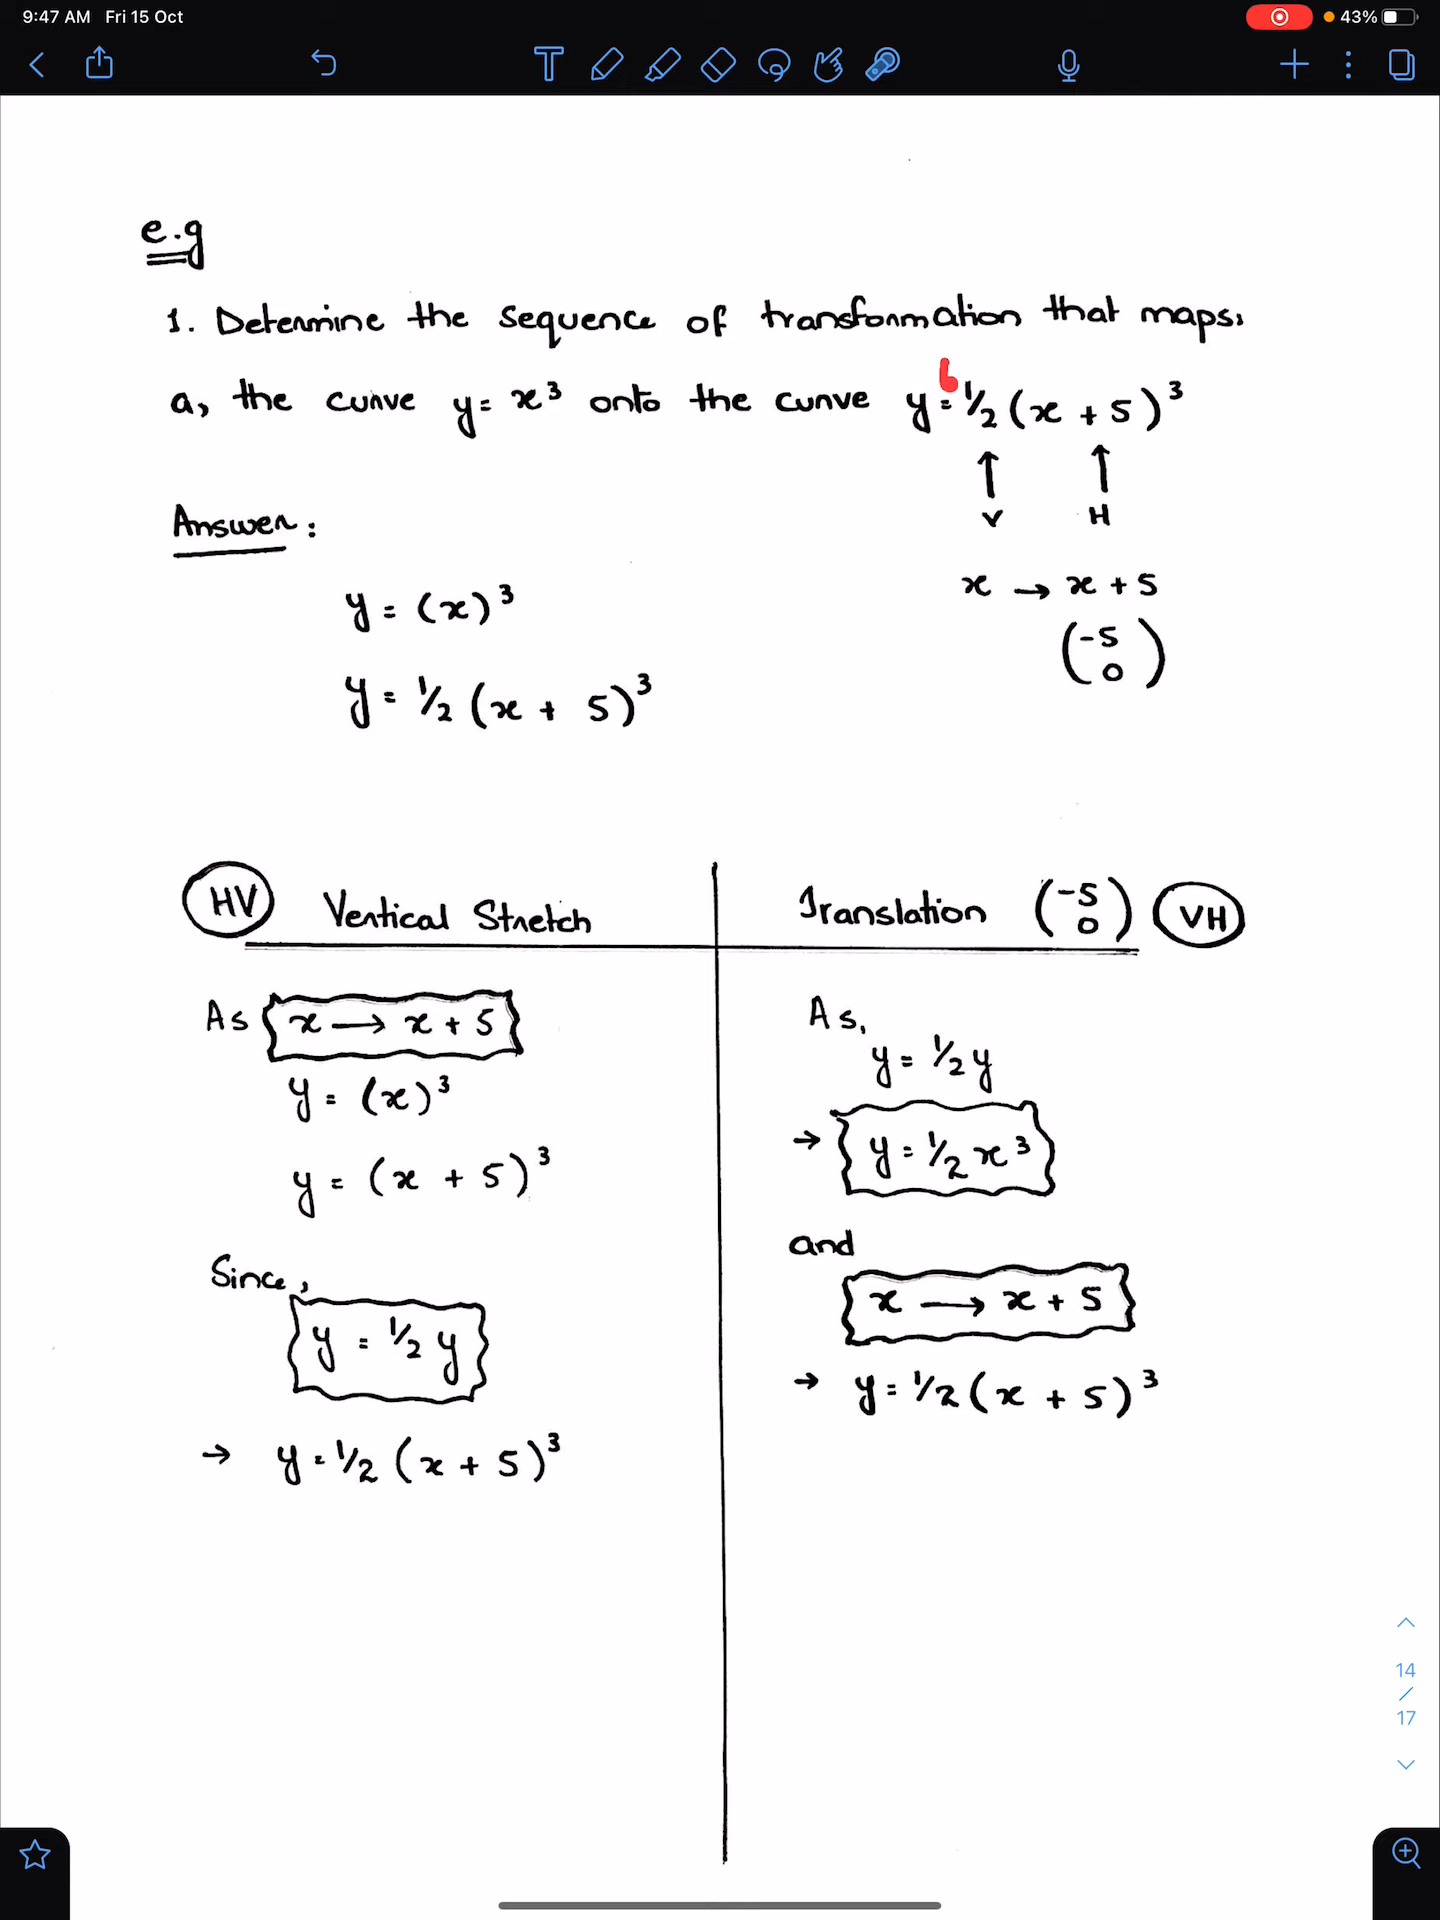 9:47 AM Fri 15 Oct
43%
e.g
1. Determine the sequence of transformation that maps:
a, the curve y = x³ onto the curve y = 1/2 (x + 5)³
↑ ↑
V H
Answer:
x → x + 5
y = (x)³
(-5 0)
y = 1/2 (x + 5)³
HV Vertical Stretch
As x → x + 5
y = (x)³
y = (x + 5)³
Since,
y = 1/2 y
→ y = 1/2 (x + 5)³
Translation (-5 0) VH
As,
y = 1/2 y
→ y = 1/2 x³
and
x → x + 5
→ y = 1/2 (x + 5)³
14
/
17